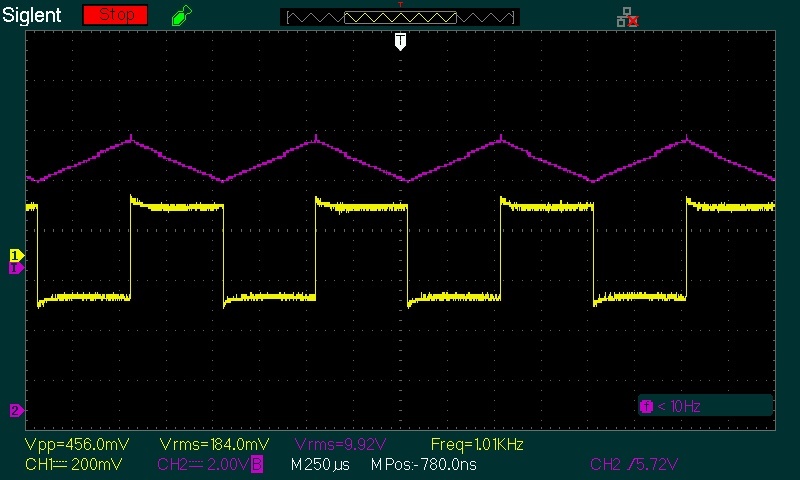 Siglent Stop T
T
1
T
2
f < 10Hz
Vpp=456.0mV Vrms=184.0mV Vrms=9.92V Freq=1.01KHz
CH1 200mV CH2 2.00V B M 250µs M Pos:-780.0ns CH2 /5.72V